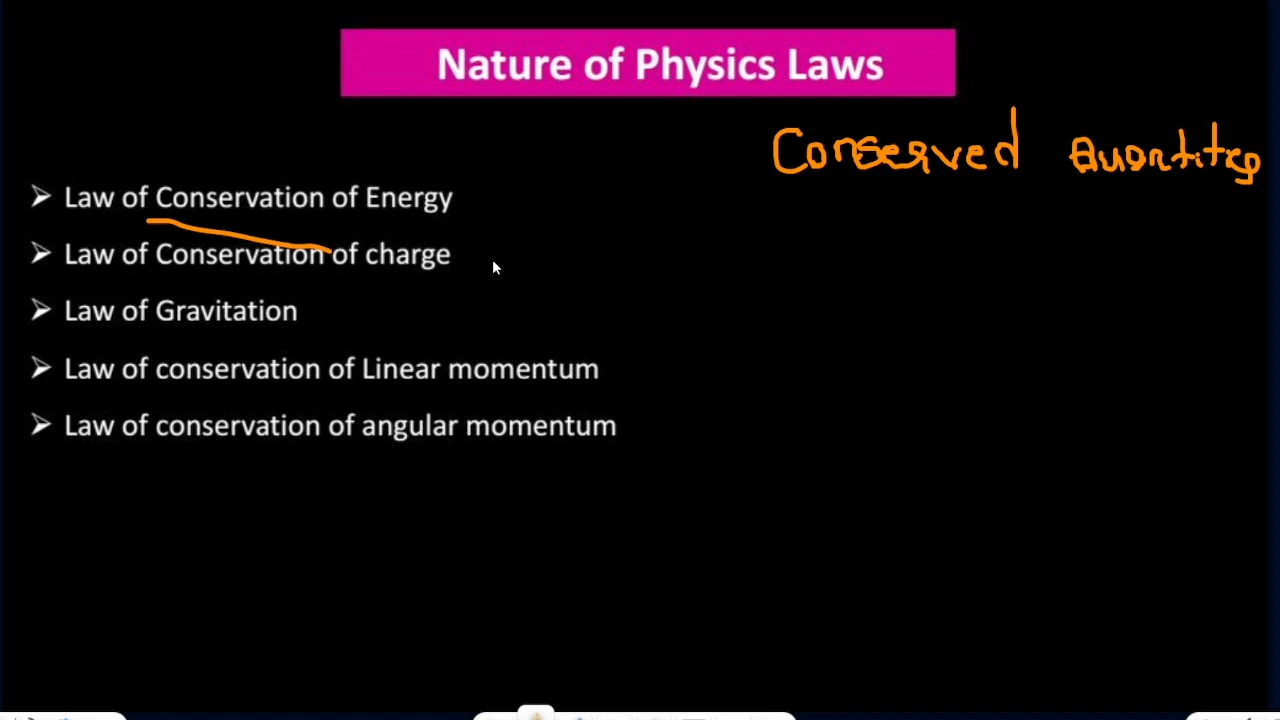 Nature of Physics Laws
Conserved Quantities
➢ Law of Conservation of Energy
➢ Law of Conservation of charge
➢ Law of Gravitation
➢ Law of conservation of Linear momentum
➢ Law of conservation of angular momentum